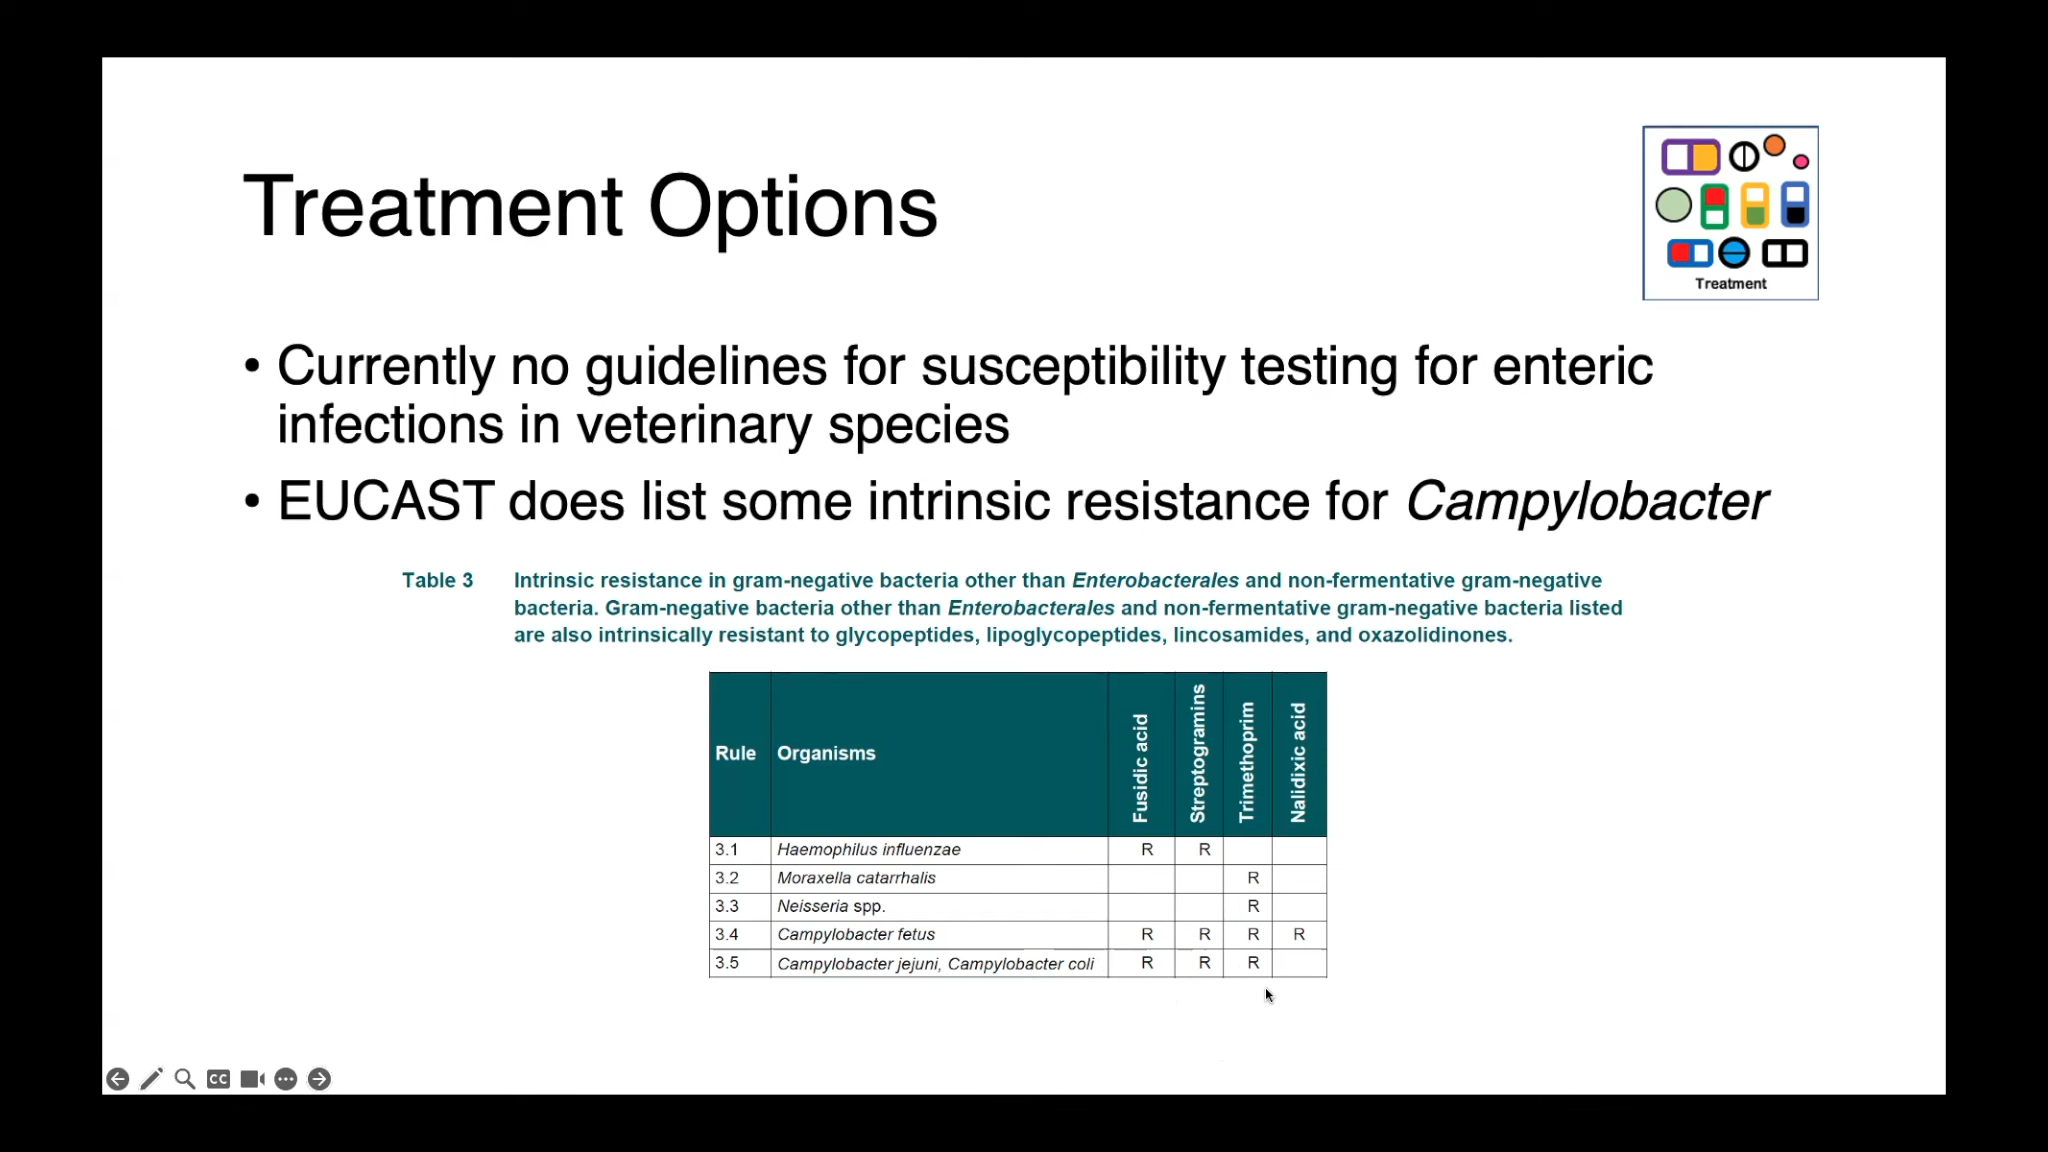 Treatment Options
Treatment
• Currently no guidelines for susceptibility testing for enteric
infections in veterinary species
• EUCAST does list some intrinsic resistance for Campylobacter
Table 3 Intrinsic resistance in gram-negative bacteria other than Enterobacterales and non-fermentative gram-negative
bacteria. Gram-negative bacteria other than Enterobacterales and non-fermentative gram-negative bacteria listed
are also intrinsically resistant to glycopeptides, lipoglycopeptides, lincosamides, and oxazolidinones.
Rule Organisms Fusidic acid Streptogramins Trimethoprim Nalidixic acid
3.1 Haemophilus influenzae R R
3.2 Moraxella catarrhalis R
3.3 Neisseria spp. R
3.4 Campylobacter fetus R R R R
3.5 Campylobacter jejuni, Campylobacter coli R R R
CC